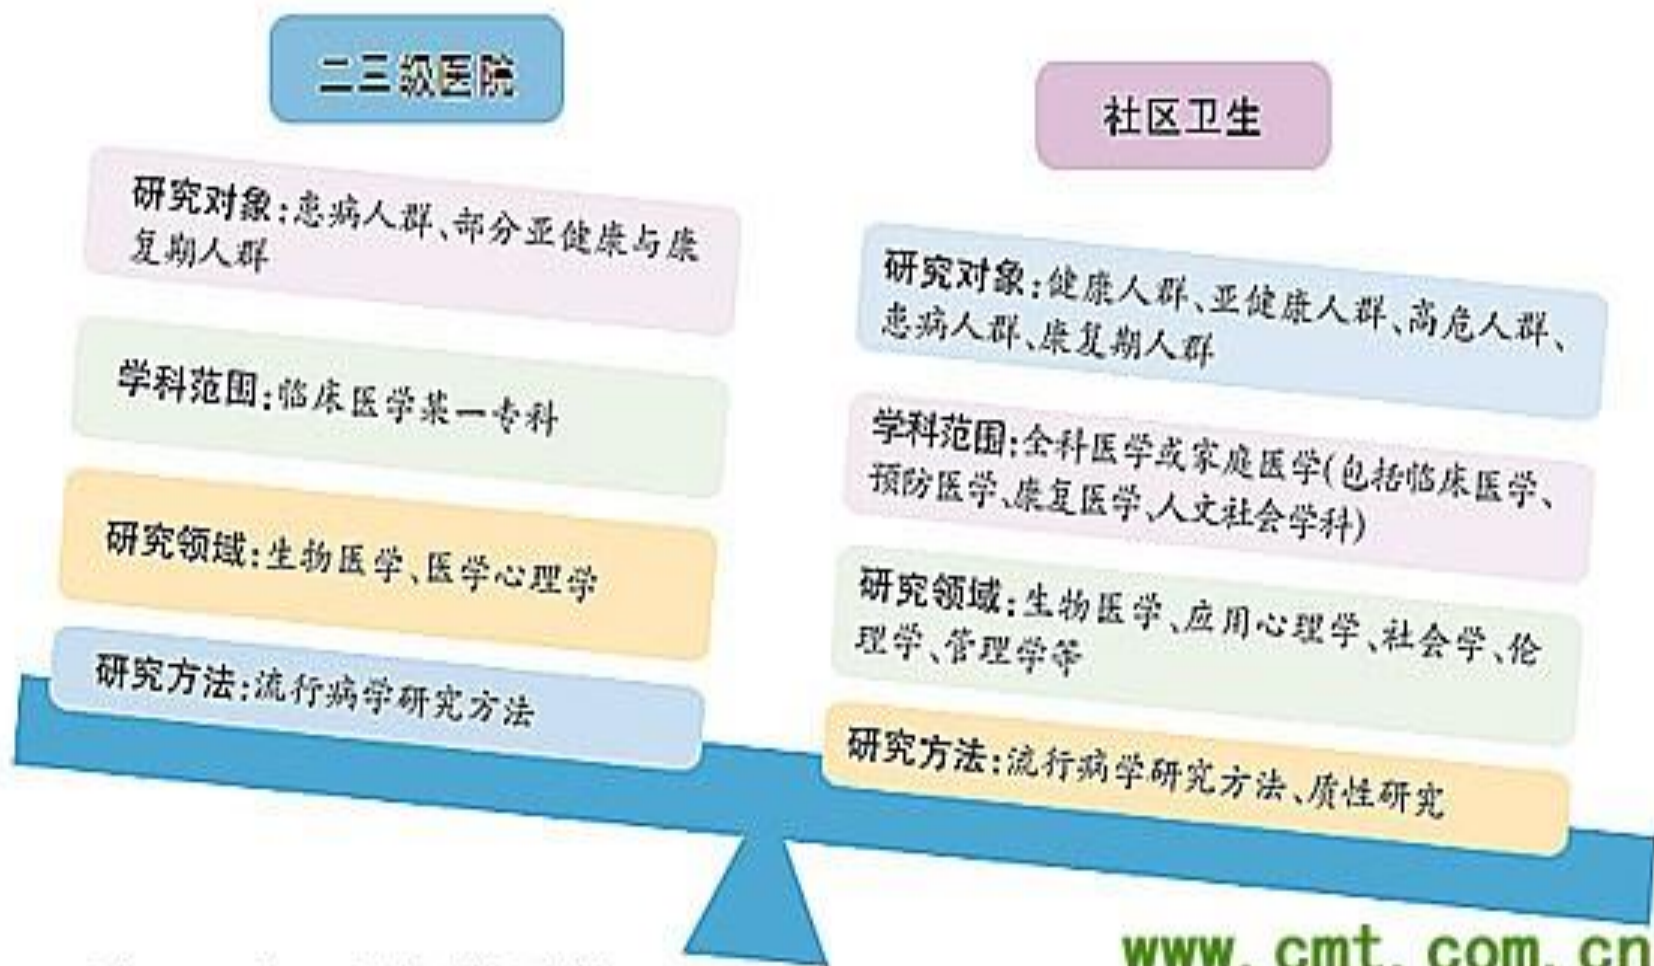 二三级医院
研究对象:患病人群、部分亚健康与康
复期人群
学科范围:临床医学某一专科
研究领域:生物医学、医学心理学
研究方法:流行病学研究方法
社区卫生
研究对象:健康人群、亚健康人群、高危人群、
患病人群、康复期人群
学科范围:全科医学或家庭医学(包括临床医学、
预防医学、康复医学、人文社会学科)
研究领域:生物医学、应用心理学、社会学、伦
理学、管理学等
研究方法:流行病学研究方法、质性研究
www.cmt.com.cn